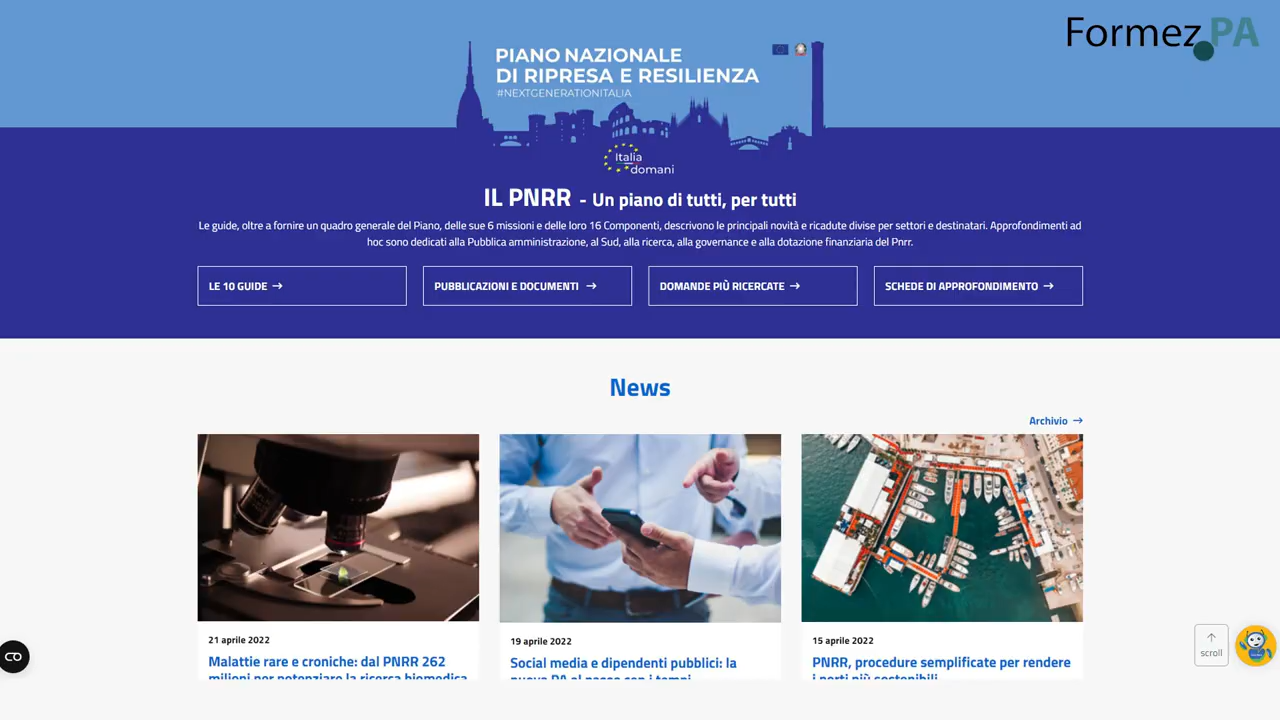 Formez PA
PIANO NAZIONALE
DI RIPRESA E RESILIENZA
#NEXTGENERATIONITALIA
Italia
domani
IL PNRR - Un piano di tutti, per tutti
Le guide, oltre a fornire un quadro generale del Piano, delle sue 6 missioni e delle loro 16 Componenti, descrivono le principali novità e ricadute divise per settori e destinatari. Approfondimenti ad
hoc sono dedicati alla Pubblica amministrazione, al Sud, alla ricerca, alla governance e alla dotazione finanziaria del Pnrr.
LE 10 GUIDE →
PUBBLICAZIONI E DOCUMENTI →
DOMANDE PIÙ RICERCATE →
SCHEDE DI APPROFONDIMENTO →
News
Archivio →
21 aprile 2022
Malattie rare e croniche: dal PNRR 262
milioni per potenziare la ricerca biomedica
19 aprile 2022
Social media e dipendenti pubblici: la
nuova PA al passo con i tempi
15 aprile 2022
PNRR, procedure semplificate per rendere
i porti più sostenibili
scroll